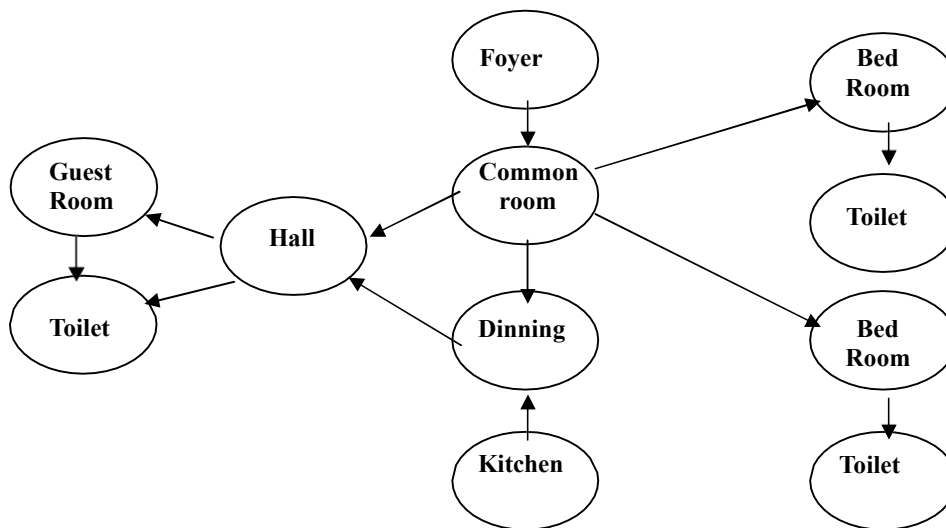 Foyer
Bed
Room
Guest
Room
Common
room
Toilet
Hall
Toilet
Dinning
Bed
Room
Kitchen
Toilet